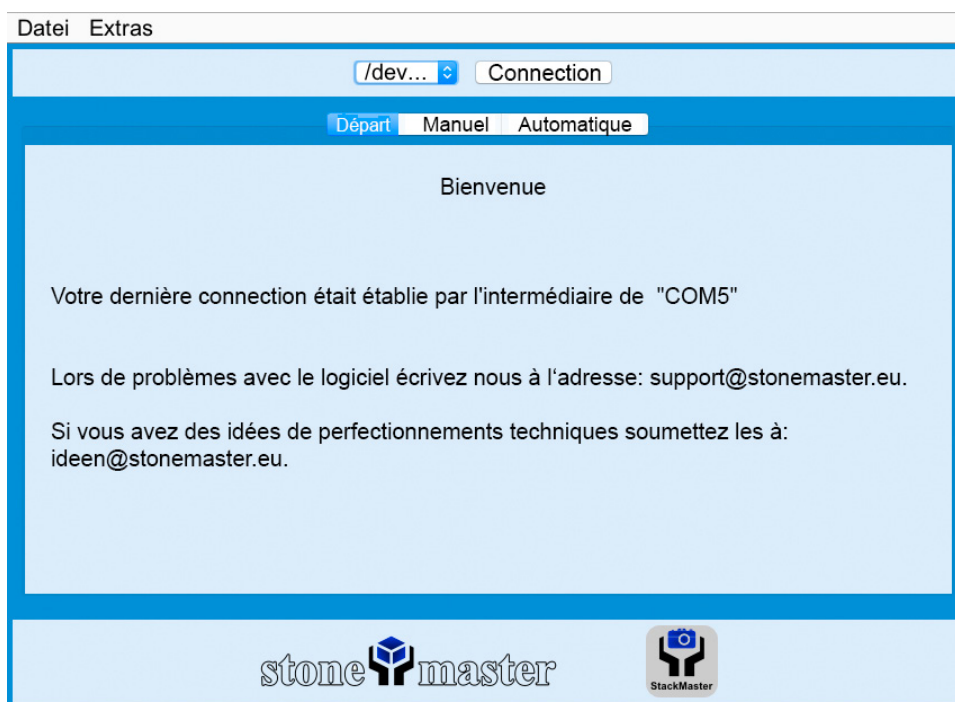 Datei Extras
/dev... Connection
Départ Manuel Automatique
Bienvenue
Votre dernière connection était établie par l'intermédiaire de "COM5"
Lors de problèmes avec le logiciel écrivez nous à l‘adresse: support@stonemaster.eu.
Si vous avez des idées de perfectionnements techniques soumettez les à:
ideen@stonemaster.eu.
stone master
StackMaster